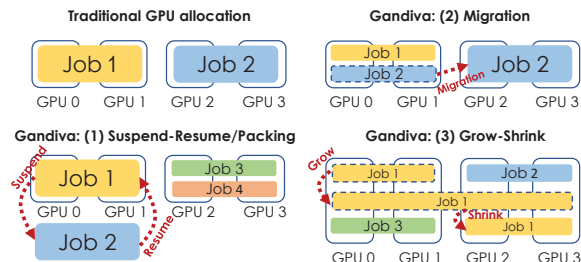 Traditional GPU allocation
Job 1
Job 2
GPU 0
GPU 1
GPU 2
GPU 3
Gandiva: (2) Migration
Job 1
Job 2
Migration
Job 2
GPU 0
GPU 1
GPU 2
GPU 3
Gandiva: (1) Suspend-Resume/Packing
Suspend
Job 1
GPU 0
GPU 1
Job 2
Resume
Job 3
Job 4
GPU 2
GPU 3
Gandiva: (3) Grow-Shrink
Grow
Job 1
Job 2
Job 1
Shrink
Job 3
Job 1
GPU 0
GPU 1
GPU 2
GPU 3